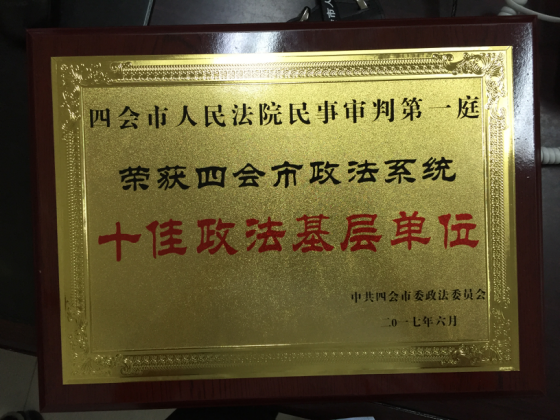 四会市人民法院民事审判第一庭
荣获四会市政法系统
十佳政法基层单位
中共四会市委政法委员会
二0一七年六月